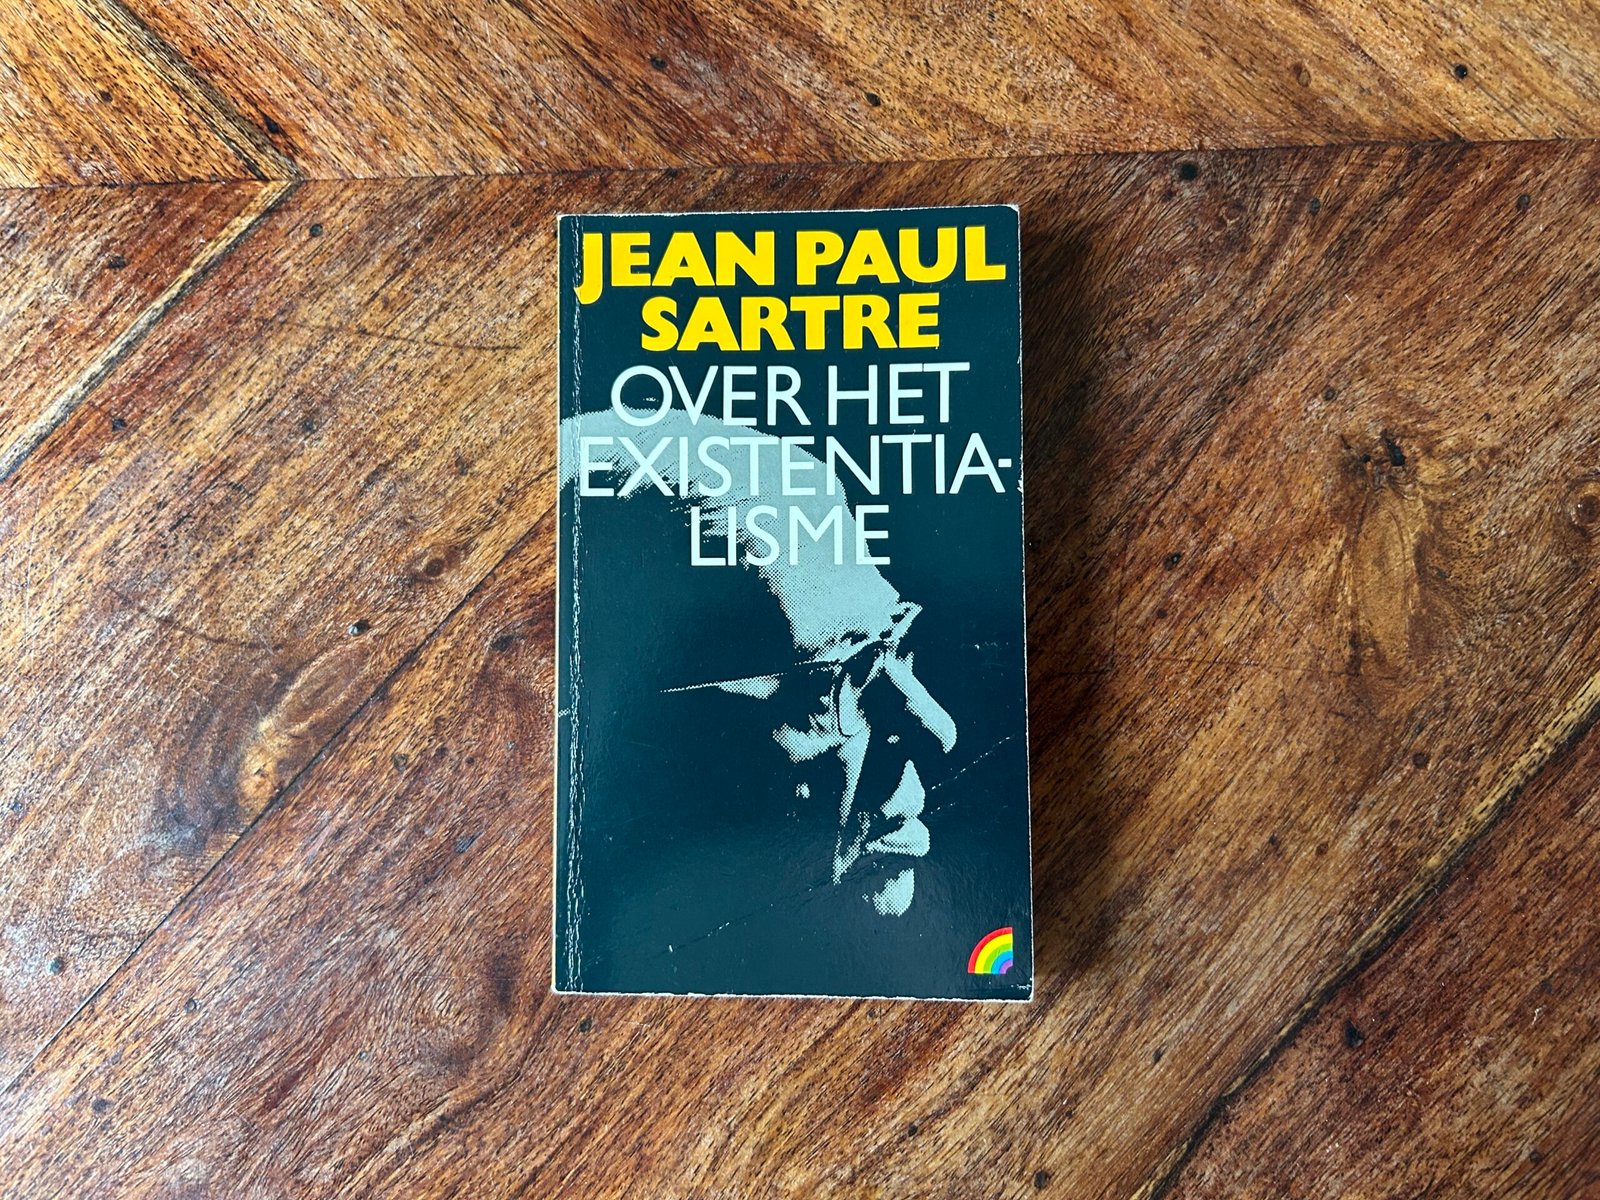 JEAN PAUL
SARTRE
OVER HET
EXISTENTIA-
LISME